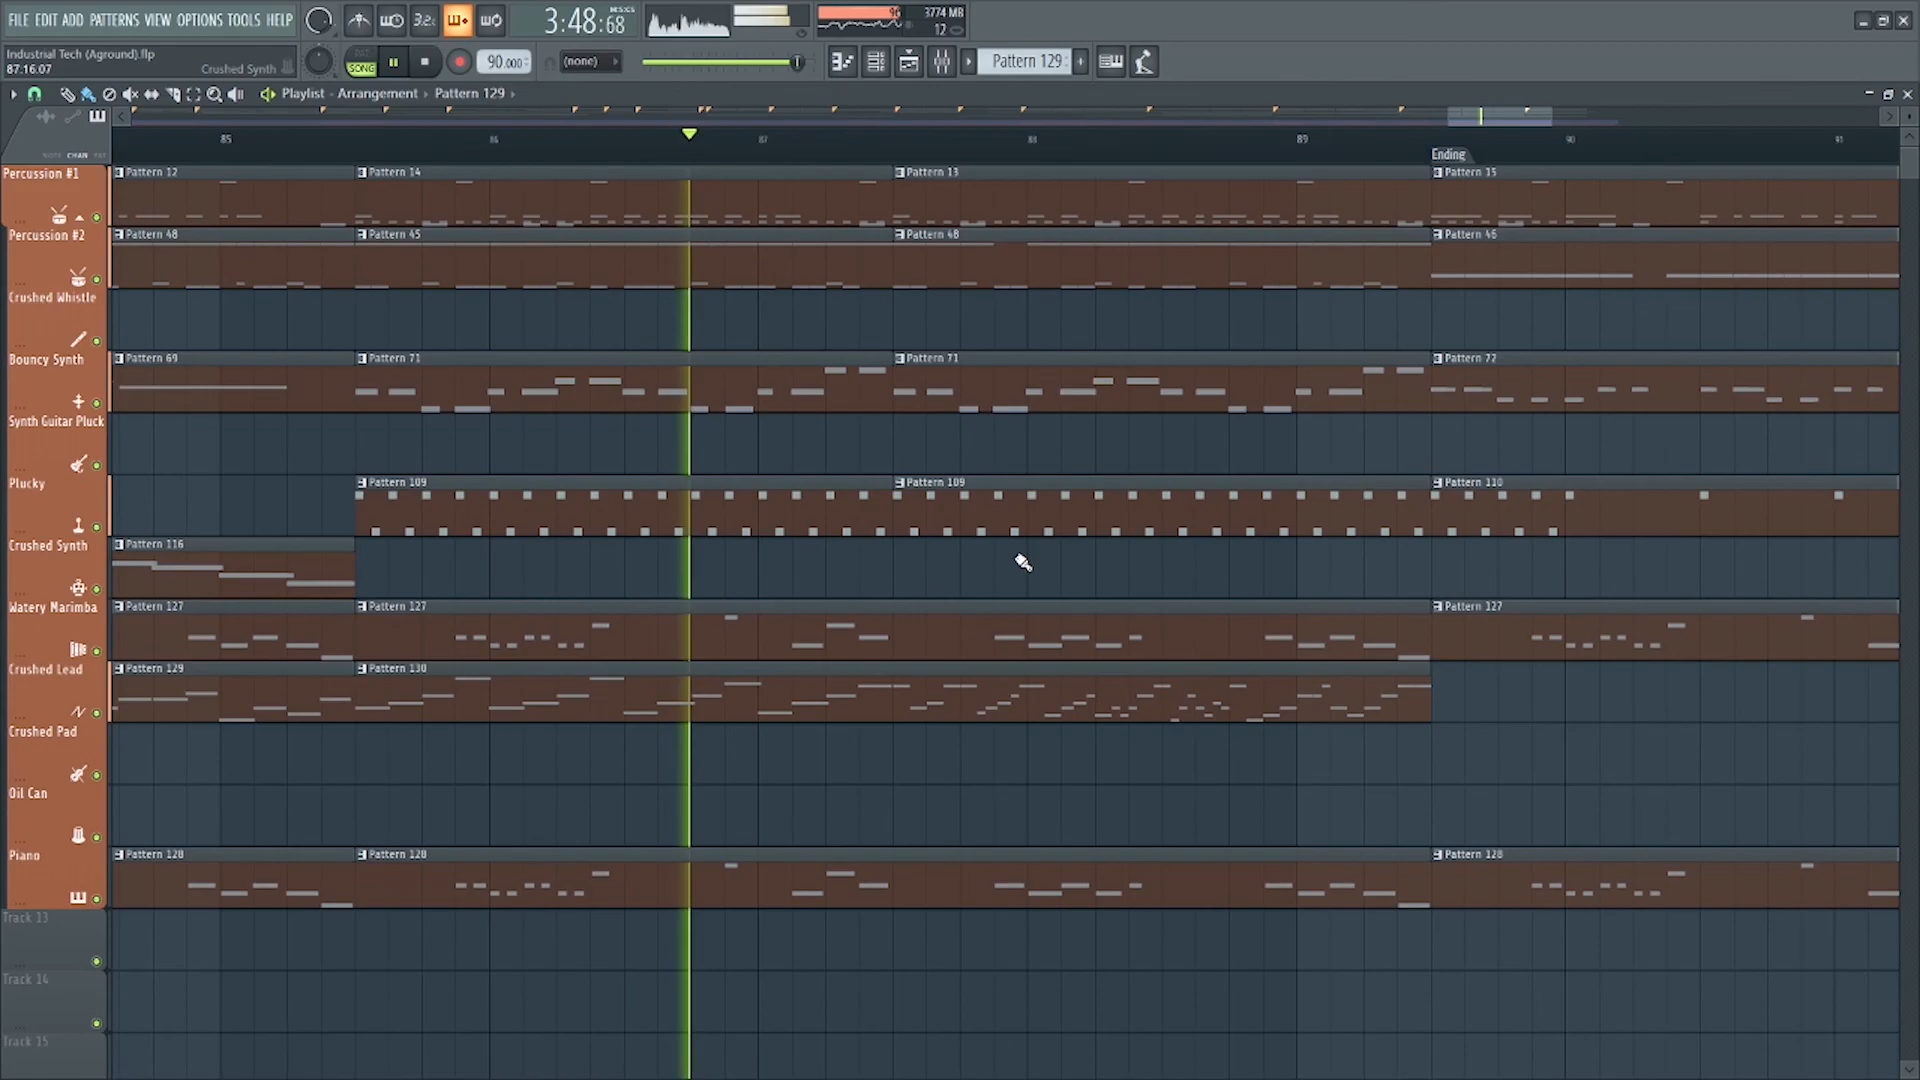 FILE EDIT ADD PATTERNS VIEW OPTIONS TOOLS HELP
3:48:68
3774 MB
12
Industrial Tech (Aground).flp
87:16:07
Crushed Synth
SONG
90.000
(none)
Pattern 129
Playlist - Arrangement › Pattern 129 ›
CHAN
85 86 87 88 89 90 91
Ending
Percussion #1
Pattern 12 Pattern 14 Pattern 13 Pattern 15
Percussion #2
Pattern 48 Pattern 45 Pattern 48 Pattern 46
Crushed Whistle
Bouncy Synth
Pattern 69 Pattern 71 Pattern 71 Pattern 72
Synth Guitar Pluck
Plucky
Pattern 109 Pattern 109 Pattern 110
Crushed Synth
Pattern 116
Watery Marimba
Pattern 127 Pattern 127 Pattern 127
Crushed Lead
Pattern 129 Pattern 130
Crushed Pad
Oil Can
Piano
Pattern 128 Pattern 128 Pattern 128
Track 13
Track 14
Track 15